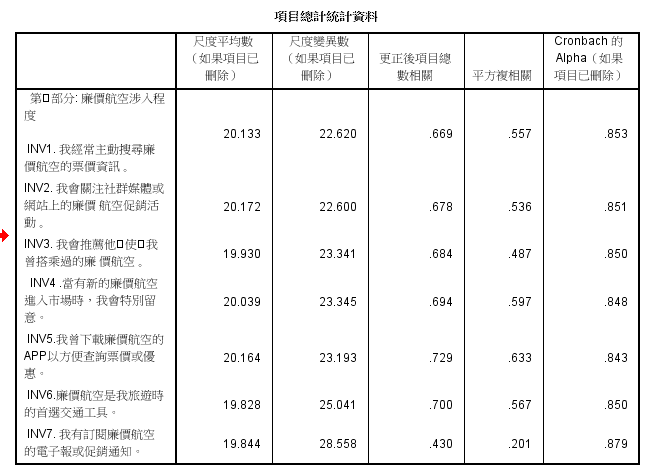 項目總計統計資料
尺度平均數（如果項目已刪除） 尺度變異數（如果項目已刪除） 更正後項目總數相關 平方複相關 Cronbach 的 Alpha（如果項目已刪除）
第□部分: 廉價航空涉入程度
INV1. 我經常主動搜尋廉價航空的票價資訊。 20.133 22.620 .669 .557 .853
INV2. 我會關注社群媒體或網站上的廉價 航空促銷活動。 20.172 22.600 .678 .536 .851
INV3. 我會推薦他□使□我曾搭乘過的廉 價航空。 19.930 23.341 .684 .487 .850
INV4 .當有新的廉價航空進入市場時，我會特別留意。 20.039 23.345 .694 .597 .848
INV5.我曾下載廉價航空的APP以方便查詢票價或優惠。 20.164 23.193 .729 .633 .843
INV6.廉價航空是我旅遊時的首選交通工具。 19.828 25.041 .700 .567 .850
INV7. 我有訂閱廉價航空的電子報或促銷通知。 19.844 28.558 .430 .201 .879